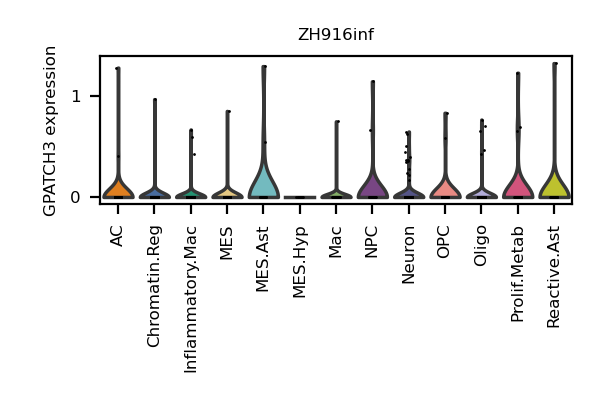 ZH916inf
GPATCH3 expression
1
0
AC
Chromatin.Reg
Inflammatory.Mac
MES
MES.Ast
MES.Hyp
Mac
NPC
Neuron
OPC
Oligo
Prolif.Metab
Reactive.Ast